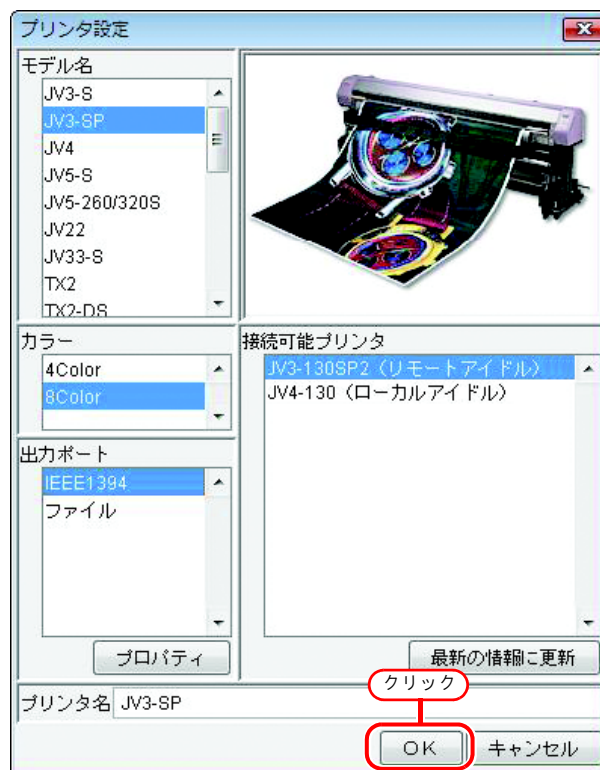 プリンタ設定
モデル名
JV3-S
JV3-SP
JV4
JV5-S
JV5-260/320S
JV22
JV33-S
TX2
TX2-DS
カラー
4Color
8Color
接続可能プリンタ
JV3-130SP2（リモートアイドル）
JV4-130（ローカルアイドル）
出力ポート
IEEE1394
ファイル
プロパティ
最新の情報に更新
クリック
プリンタ名 JV3-SP
OK
キャンセル